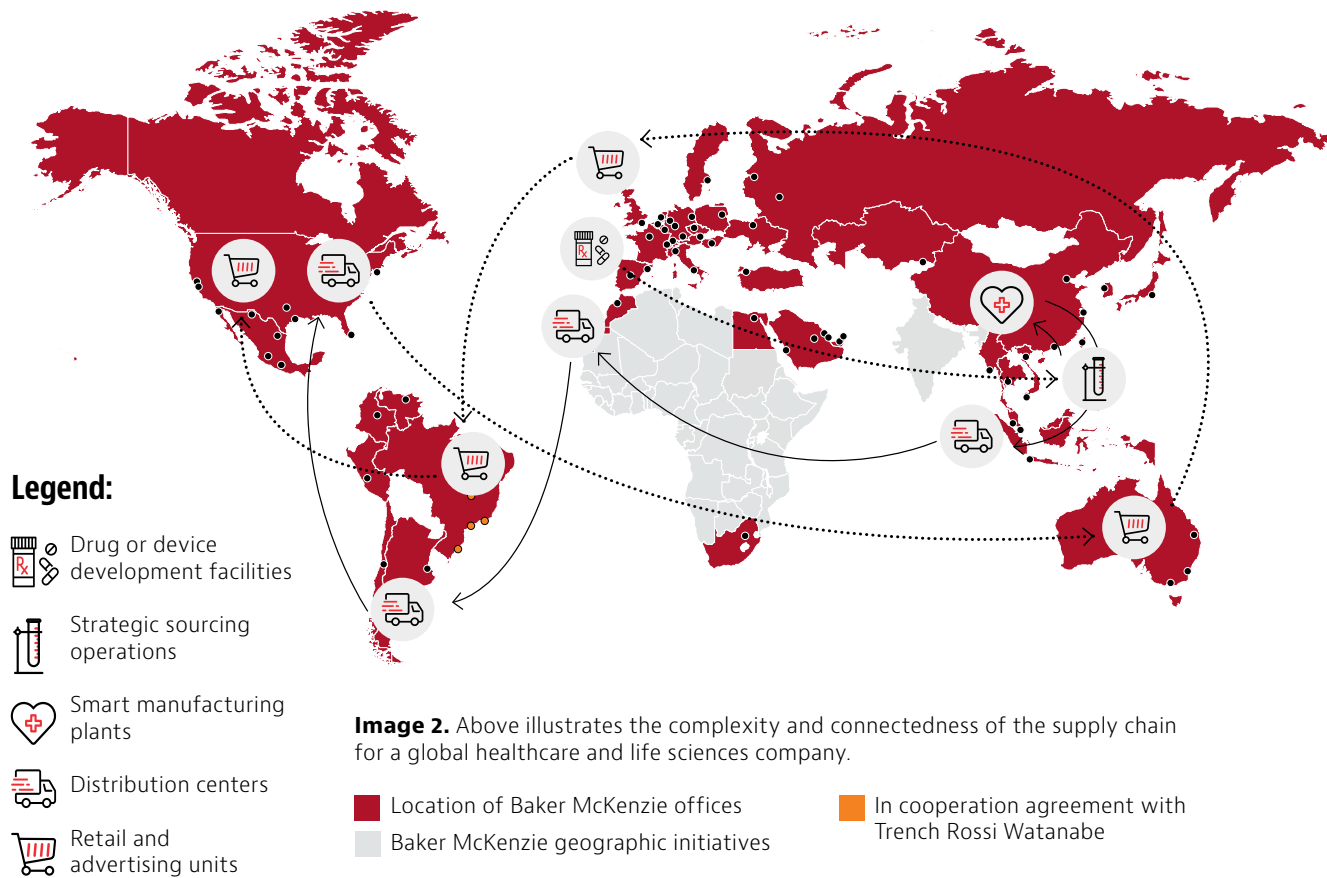 Legend:
Drug or device
development facilities
Strategic sourcing
operations
Smart manufacturing
plants
Distribution centers
Retail and
advertising units
Rx
Rx
Image 2. Above illustrates the complexity and connectedness of the supply chain
for a global healthcare and life sciences company.
Location of Baker McKenzie offices
Baker McKenzie geographic initiatives
In cooperation agreement with
Trench Rossi Watanabe